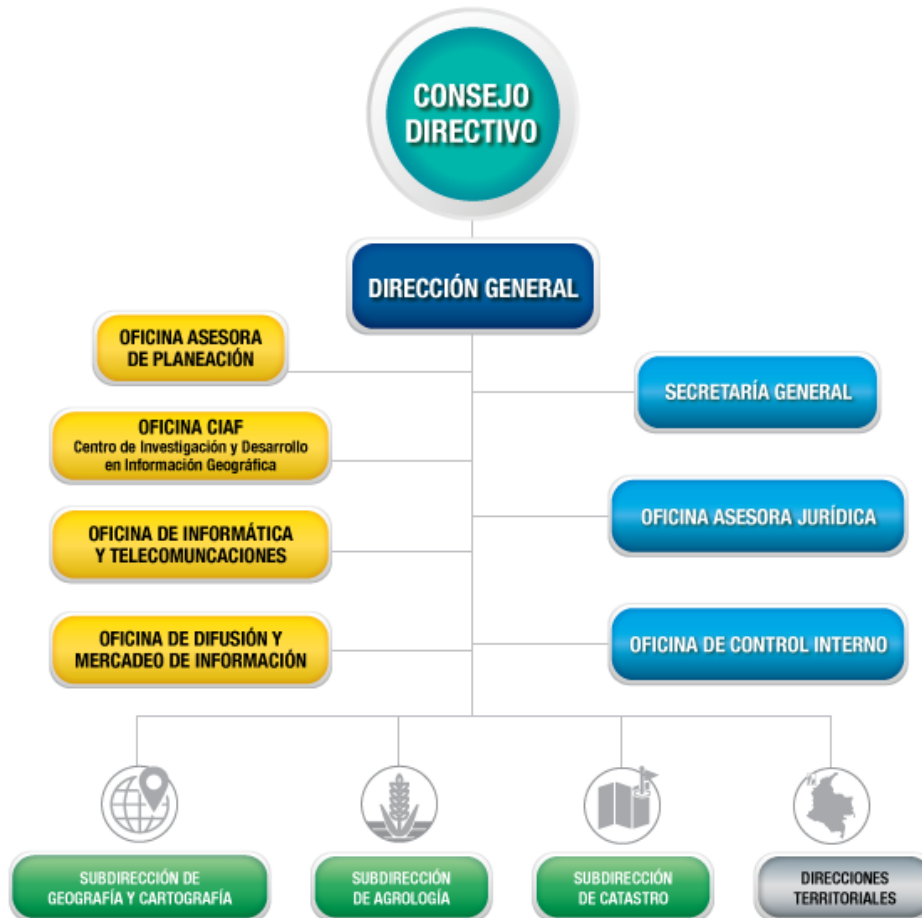 CONSEJO
DIRECTIVO
DIRECCIÓN GENERAL
OFICINA ASESORA
DE PLANEACIÓN
OFICINA CIAF
Centro de Investigación y Desarrollo
en Información Geográfica
OFICINA DE INFORMÁTICA
Y TELECOMUNCACIONES
OFICINA DE DIFUSIÓN Y
MERCADEO DE INFORMACIÓN
SECRETARÍA GENERAL
OFICINA ASESORA JURÍDICA
OFICINA DE CONTROL INTERNO
SUBDIRECCIÓN DE
GEOGRAFÍA Y CARTOGRAFÍA
SUBDIRECCIÓN
DE AGROLOGÍA
SUBDIRECCIÓN
DE CATASTRO
DIRECCIONES
TERRITORIALES